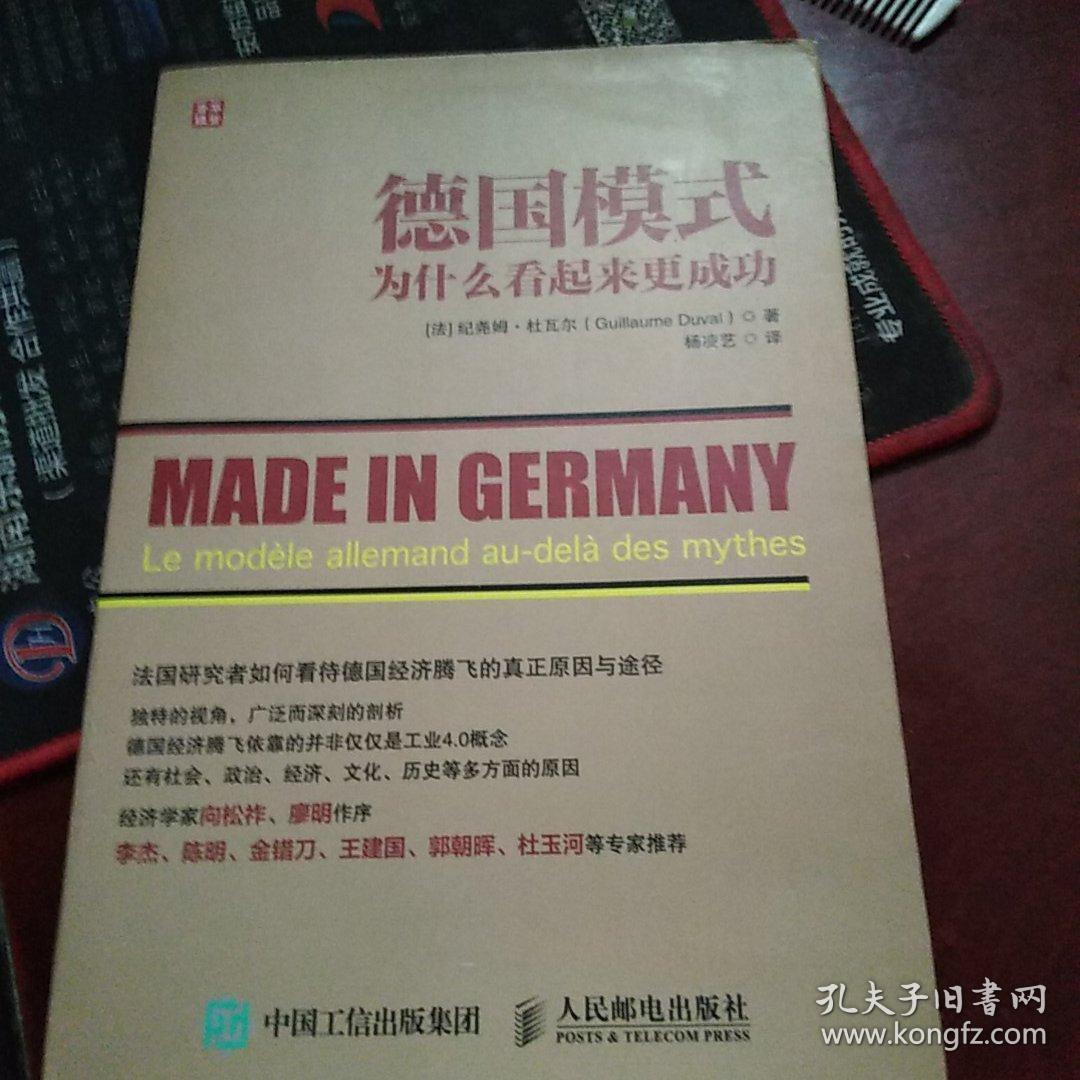 德国模式
为什么看起来更成功
[法] 纪尧姆·杜瓦尔（Guillaume Duval）◎ 著
杨凌艺 ◎ 译
MADE IN GERMANY
Le modèle allemand au-delà des mythes
法国研究者如何看待德国经济腾飞的真正原因与途径
独特的视角，广泛而深刻的剖析
德国经济腾飞依靠的并非仅仅是工业4.0概念
还有社会、政治、经济、文化、历史等多方面的原因
经济学家向松祚、廖明作序
李杰、陈明、金错刀、王建国、郭朝晖、杜玉河等专家推荐
中国工信出版集团
人民邮电出版社
POSTS & TELECOM PRESS
孔夫子旧書网
www.kongfz.com